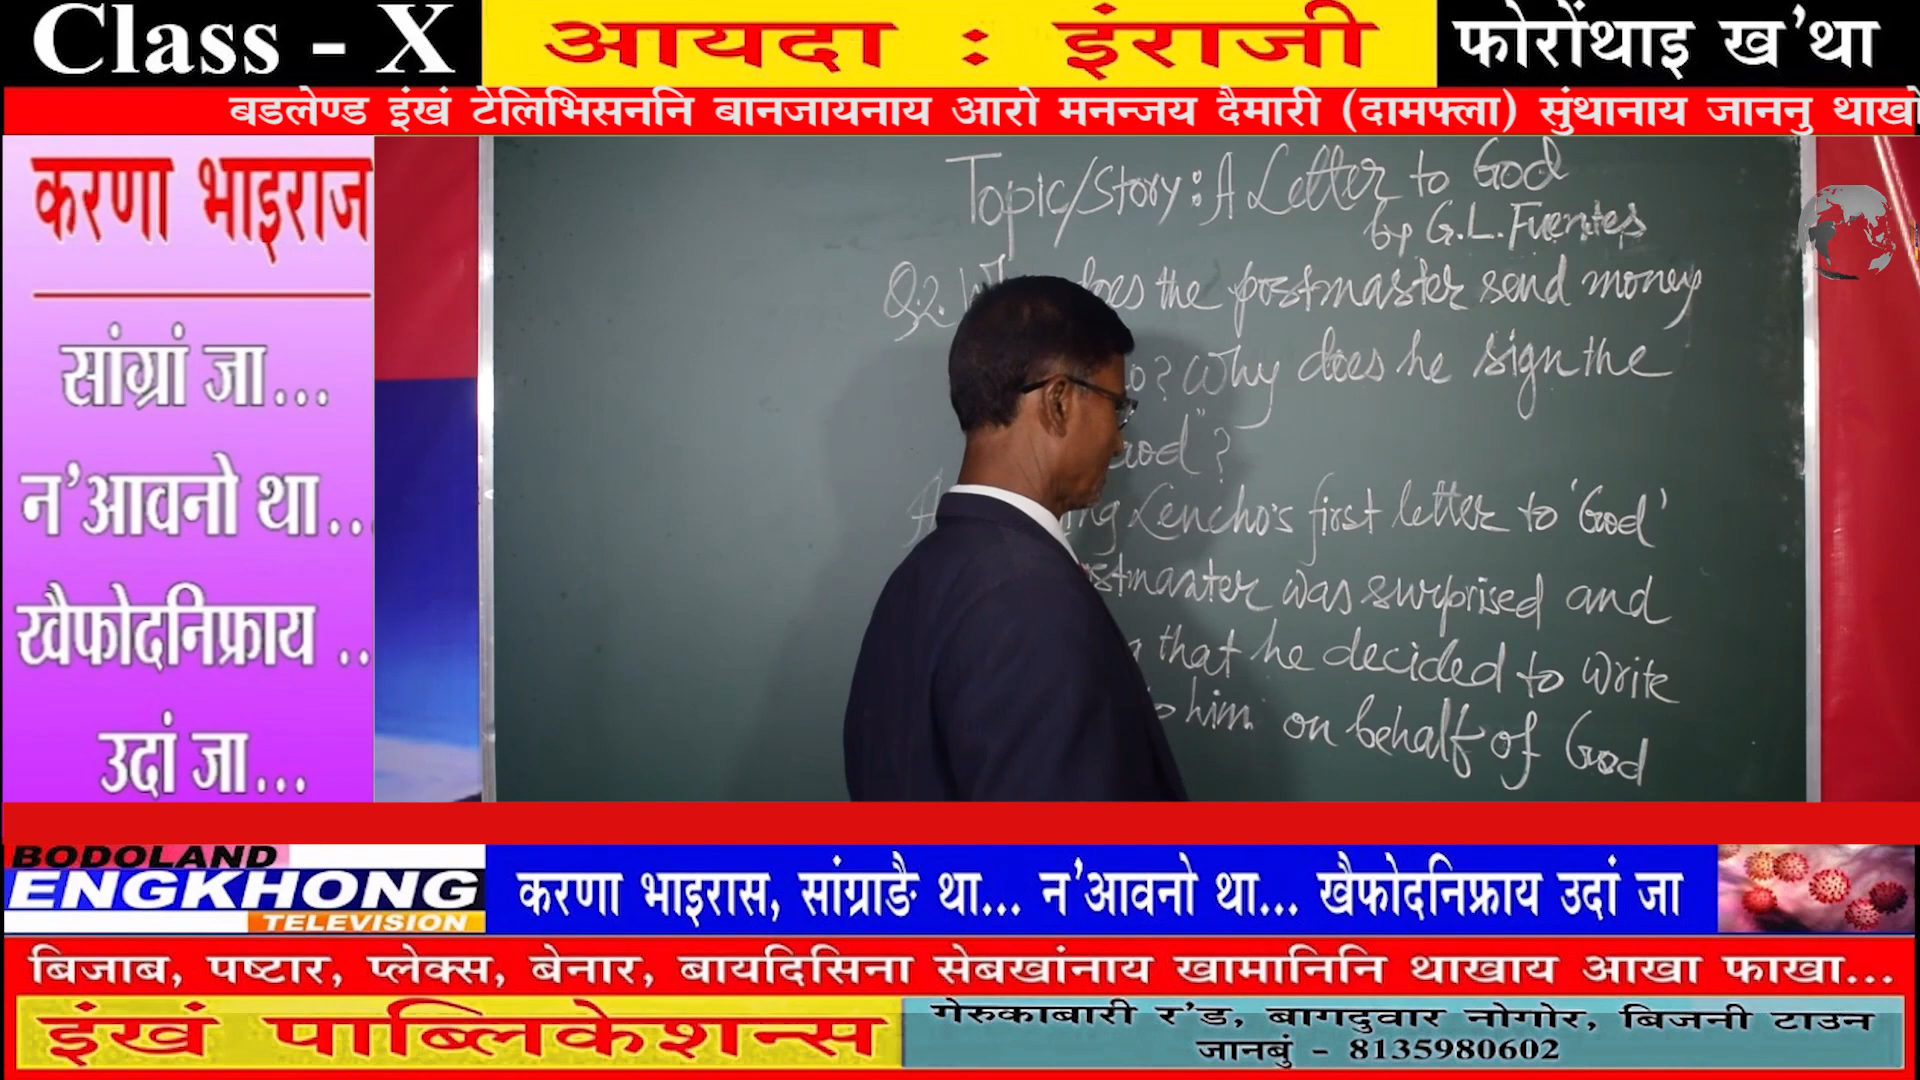 Class - X
आयदा : इंराजी
फोरोंथाइ ख'था
बडलेण्ड इंखं टेलिभिसननि बानजायनाय आरो मनन्जय दैमारी (दामफ्ला) सुंथानाय जाननु थाखो
करणा भाइराज
सांग्रां जा...
न'आवनो था...
खैफोदनिफ्राय ..
उदां जा...
Topic/Story: A Letter to God
by G.L. Fuentes
Q.2. does the postmaster send money
? Why does he sign the
God"?
Lencho's first letter to 'God'
postmaster was surprised and
that he decided to write
him on behalf of God
BODOLAND
ENGKHONG
TELEVISION
करणा भाइरास, सांग्राङै था... न'आवनो था... खैफोदनिफ्राय उदां जा
बिजाब, पष्टार, प्लेक्स, बेनार, बायदिसिना सेबखांनाय खामानिनि थाखाय आखा फाखा...
इंखं पाब्लिकेशन्स
गेरुकाबारी र'ड, बागदुवार नोगोर, बिजनी टाउन
जानबुं - 8135980602